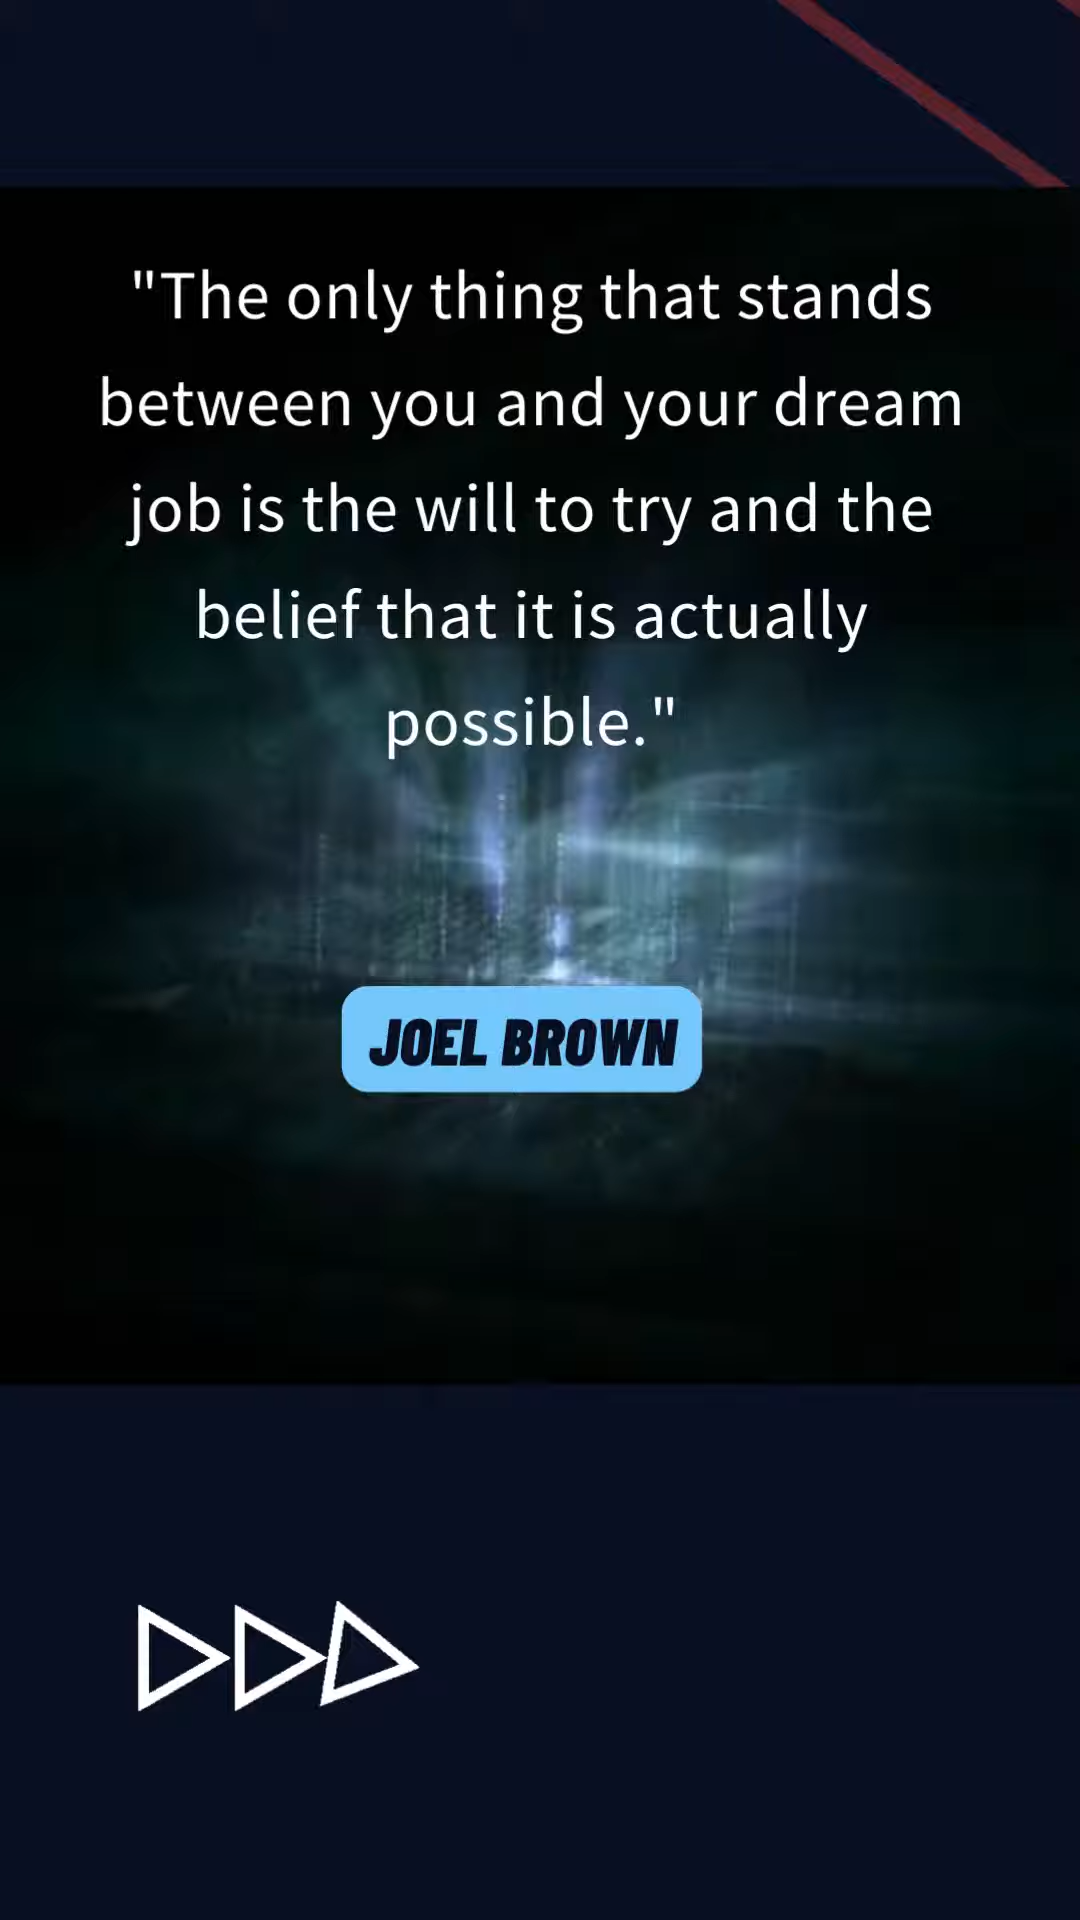 "The only thing that stands
between you and your dream
job is the will to try and the
belief that it is actually
possible."
JOEL BROWN